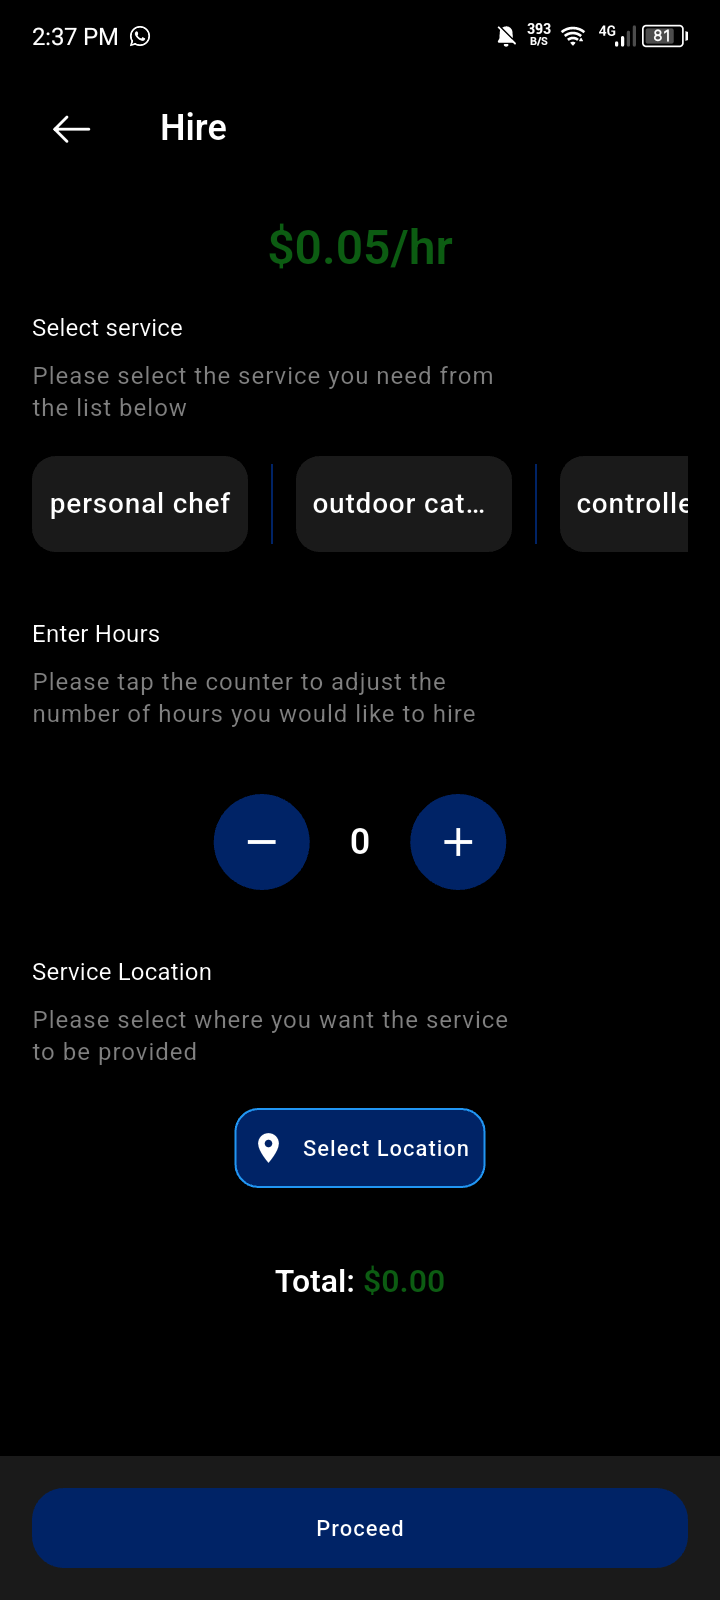 2:37 PM 393 B/S 4G 81
Hire
$0.05/hr
Select service
Please select the service you need from
the list below
personal chef outdoor cat... controlle
Enter Hours
Please tap the counter to adjust the
number of hours you would like to hire
− 0 +
Service Location
Please select where you want the service
to be provided
Select Location
Total: $0.00
Proceed